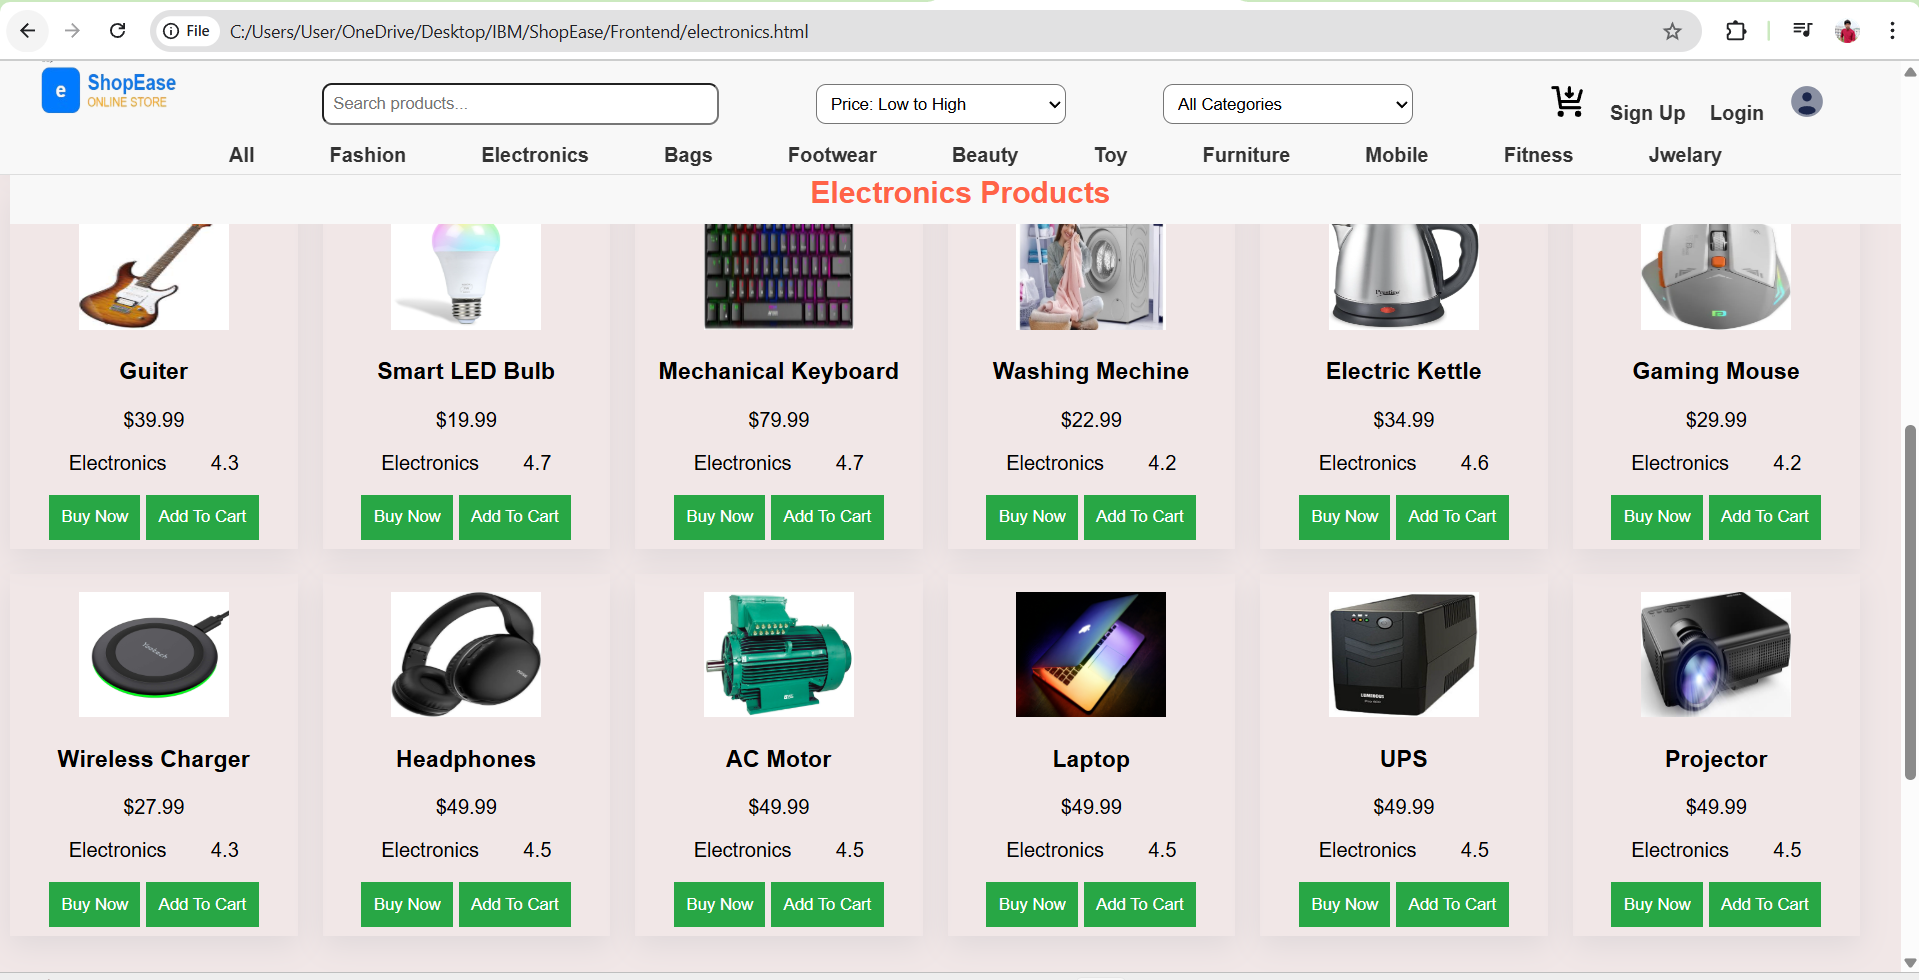 File C:/Users/User/OneDrive/Desktop/IBM/ShopEase/Frontend/electronics.html
e ShopEase
ONLINE STORE
Search products...
Price: Low to High
All Categories
Sign Up Login
All Fashion Electronics Bags Footwear Beauty Toy Furniture Mobile Fitness Jwelary
Electronics Products
Guiter Smart LED Bulb Mechanical Keyboard Washing Mechine Electric Kettle Gaming Mouse
$39.99 $19.99 $79.99 $22.99 $34.99 $29.99
Electronics 4.3 Electronics 4.7 Electronics 4.7 Electronics 4.2 Electronics 4.6 Electronics 4.2
Buy Now Add To Cart Buy Now Add To Cart Buy Now Add To Cart Buy Now Add To Cart Buy Now Add To Cart Buy Now Add To Cart
LUMINOUS
Wireless Charger Headphones AC Motor Laptop UPS Projector
$27.99 $49.99 $49.99 $49.99 $49.99 $49.99
Electronics 4.3 Electronics 4.5 Electronics 4.5 Electronics 4.5 Electronics 4.5 Electronics 4.5
Buy Now Add To Cart Buy Now Add To Cart Buy Now Add To Cart Buy Now Add To Cart Buy Now Add To Cart Buy Now Add To Cart